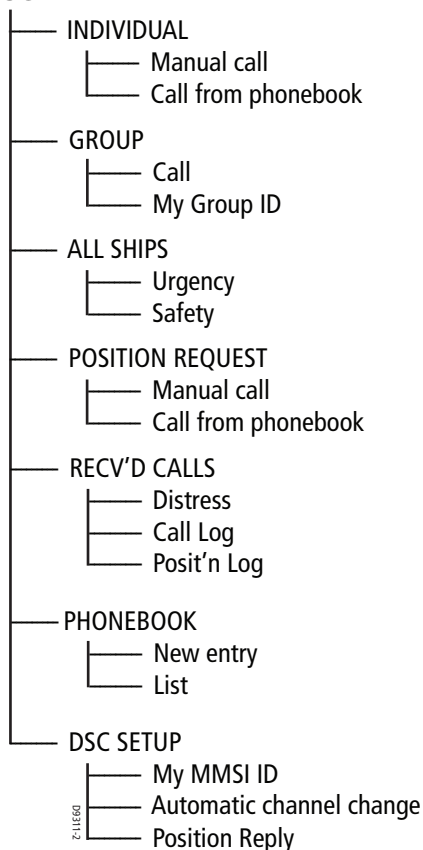 INDIVIDUAL
Manual call
Call from phonebook
GROUP
Call
My Group ID
ALL SHIPS
Urgency
Safety
POSITION REQUEST
Manual call
Call from phonebook
RECV'D CALLS
Distress
Call Log
Posit'n Log
PHONEBOOK
New entry
List
DSC SETUP
My MMSI ID
Automatic channel change
Position Reply
D9311-2